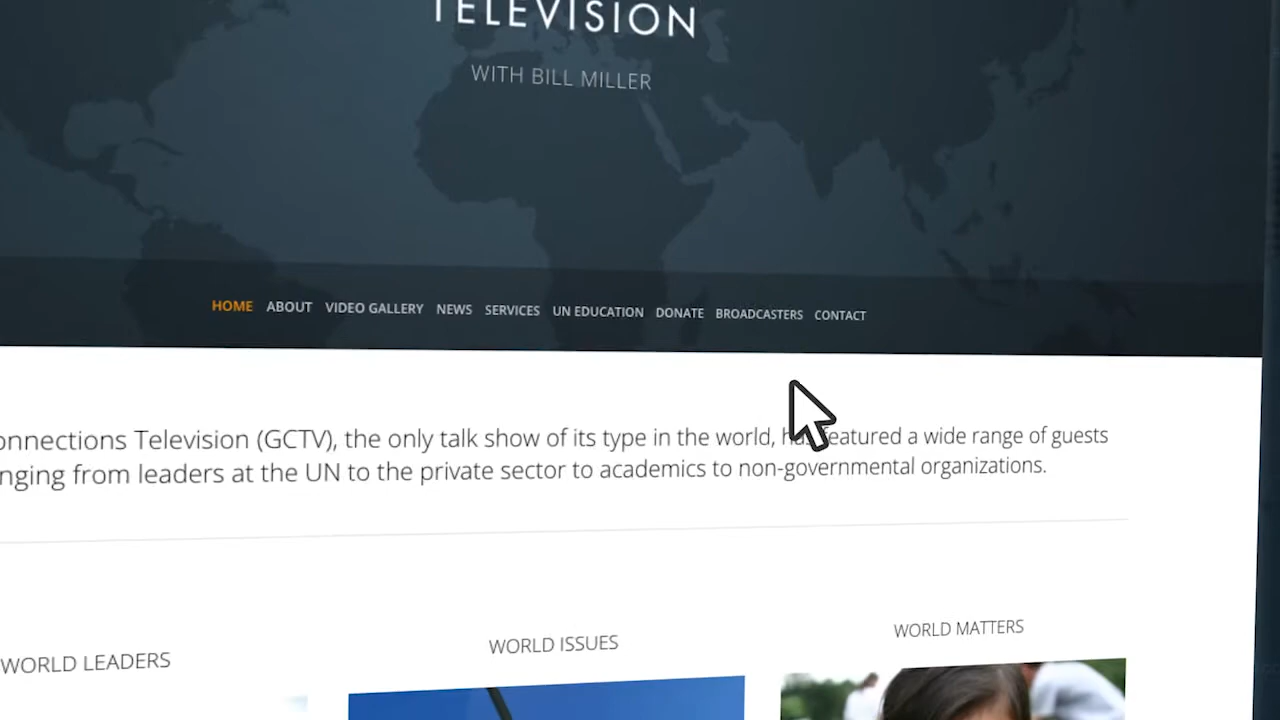 TELEVISION
WITH BILL MILLER
HOME ABOUT VIDEO GALLERY NEWS SERVICES UN EDUCATION DONATE BROADCASTERS CONTACT
onnections Television (GCTV), the only talk show of its type in the world, has featured a wide range of guests
nging from leaders at the UN to the private sector to academics to non-governmental organizations.
WORLD LEADERS
WORLD ISSUES
WORLD MATTERS